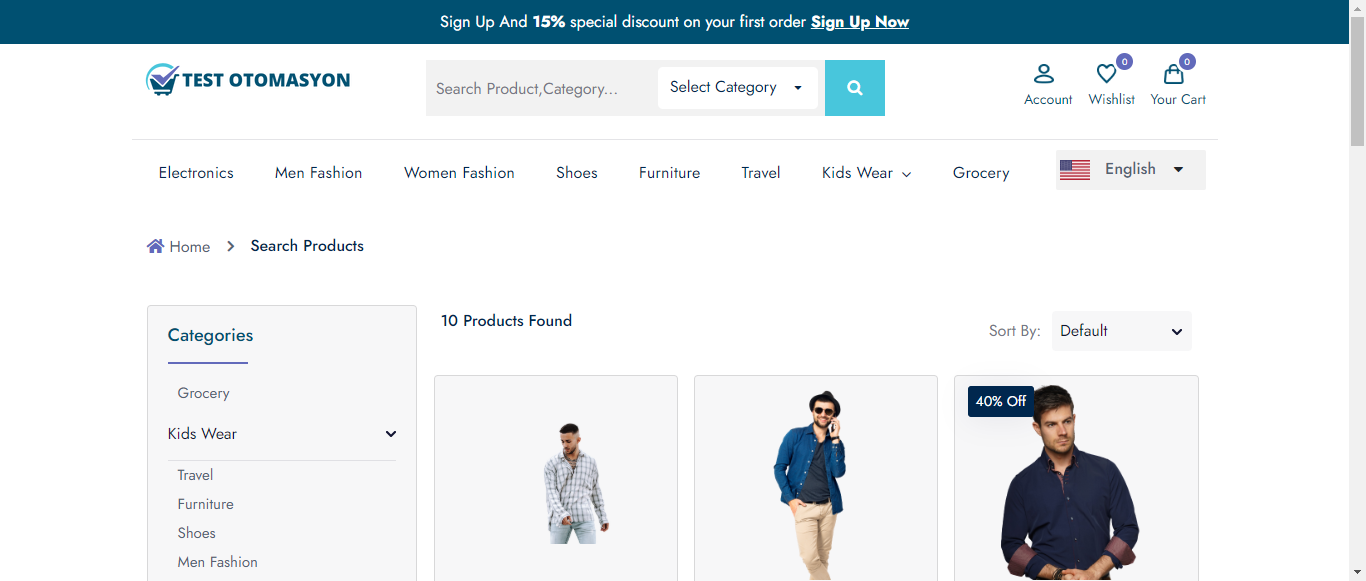 Sign Up And 15% special discount on your first order Sign Up Now
TEST OTOMASYON
Search Product,Category...
Select Category
0
0
Account
Wishlist
Your Cart
Electronics
Men Fashion
Women Fashion
Shoes
Furniture
Travel
Kids Wear
Grocery
English
Home
Search Products
Categories
Grocery
Kids Wear
Travel
Furniture
Shoes
Men Fashion
10 Products Found
Sort By:
Default
40% Off